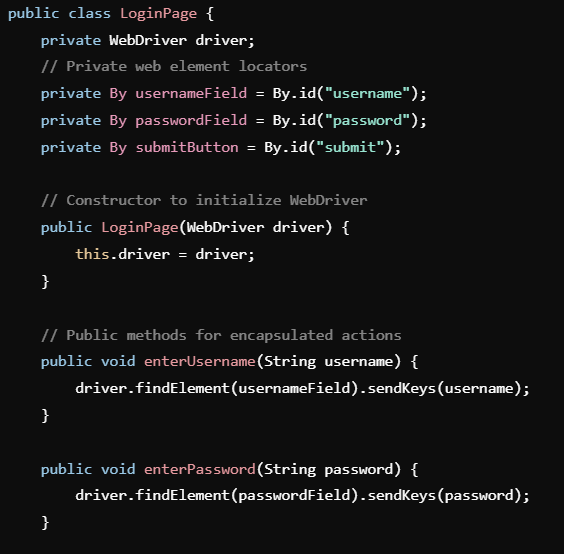 public class LoginPage {
    private WebDriver driver;
    // Private web element locators
    private By usernameField = By.id("username");
    private By passwordField = By.id("password");
    private By submitButton = By.id("submit");

    // Constructor to initialize WebDriver
    public LoginPage(WebDriver driver) {
        this.driver = driver;
    }

    // Public methods for encapsulated actions
    public void enterUsername(String username) {
        driver.findElement(usernameField).sendKeys(username);
    }

    public void enterPassword(String password) {
        driver.findElement(passwordField).sendKeys(password);
    }